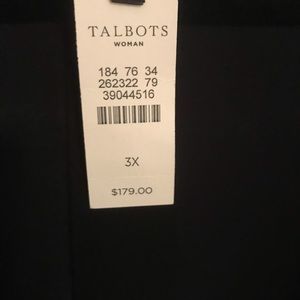 TALBOTS
WOMAN
184 76 34
262322 79
39044516
3X
$179.00